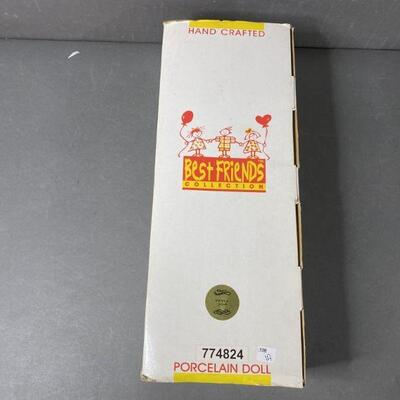 HAND CRAFTED
BEST FRIENDS
COLLECTION
774824
PORCELAIN DOLL